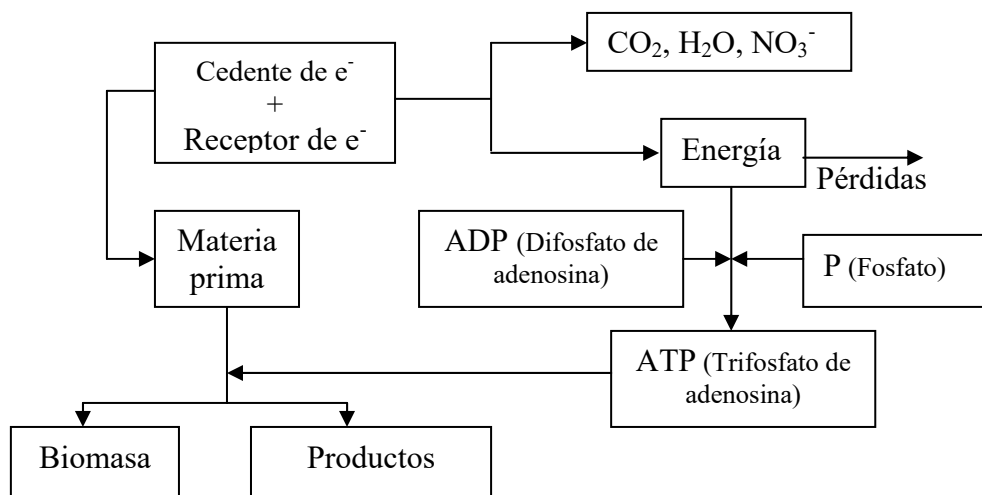 Cedente de e⁻
+
Receptor de e⁻
CO₂, H₂O, NO₃⁻
Energía
Pérdidas
Materia
prima
ADP (Difosfato de
adenosina)
P (Fosfato)
ATP (Trifosfato de
adenosina)
Biomasa
Productos